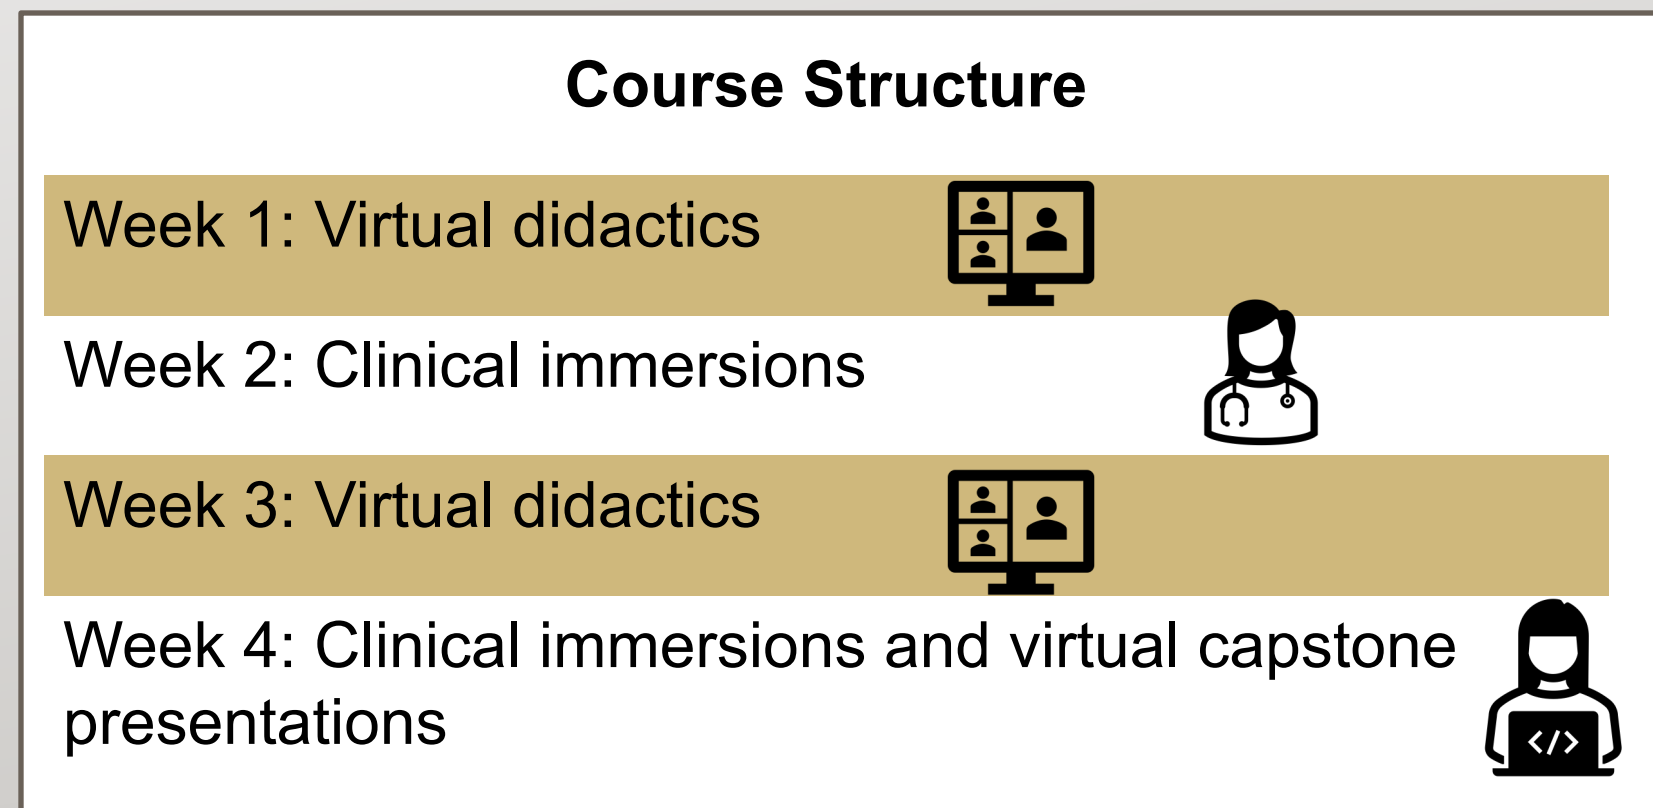 Course Structure
Week 1: Virtual didactics
Week 2: Clinical immersions
Week 3: Virtual didactics
Week 4: Clinical immersions and virtual capstone
presentations
</>